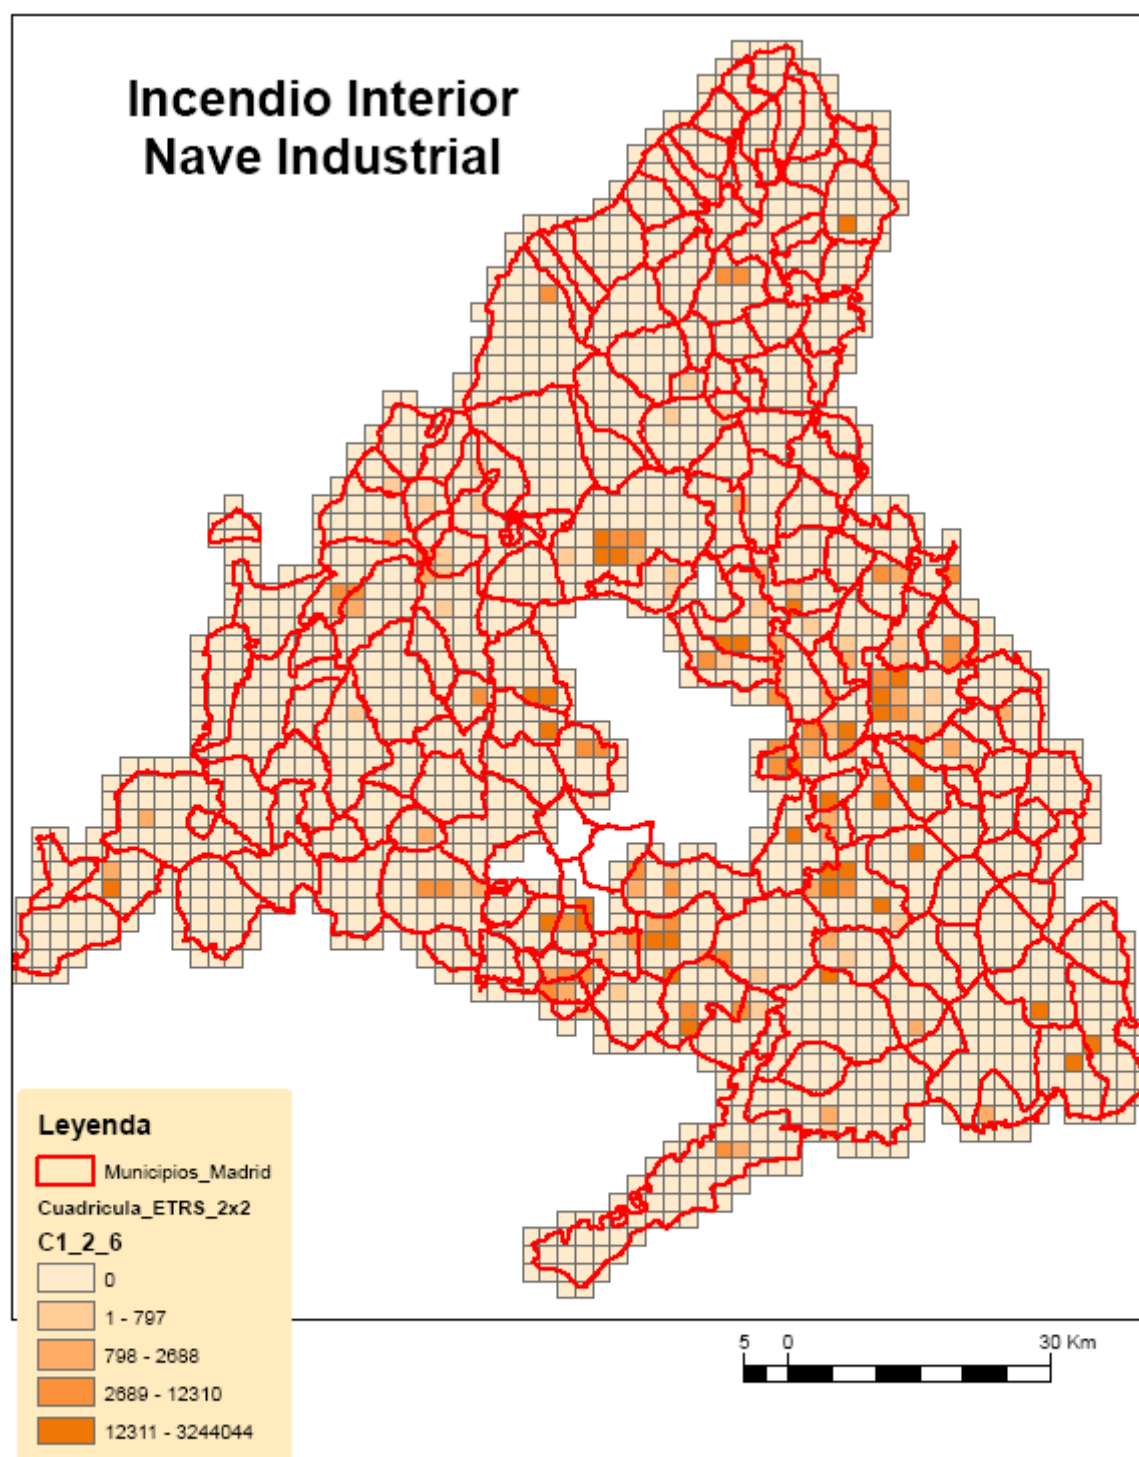 Incendio Interior
Nave Industrial
Leyenda
Municipios_Madrid
Cuadricula_ETRS_2x2
C1_2_6
0
1 - 797
798 - 2688
2689 - 12310
12311 - 3244044
5 0 30 Km